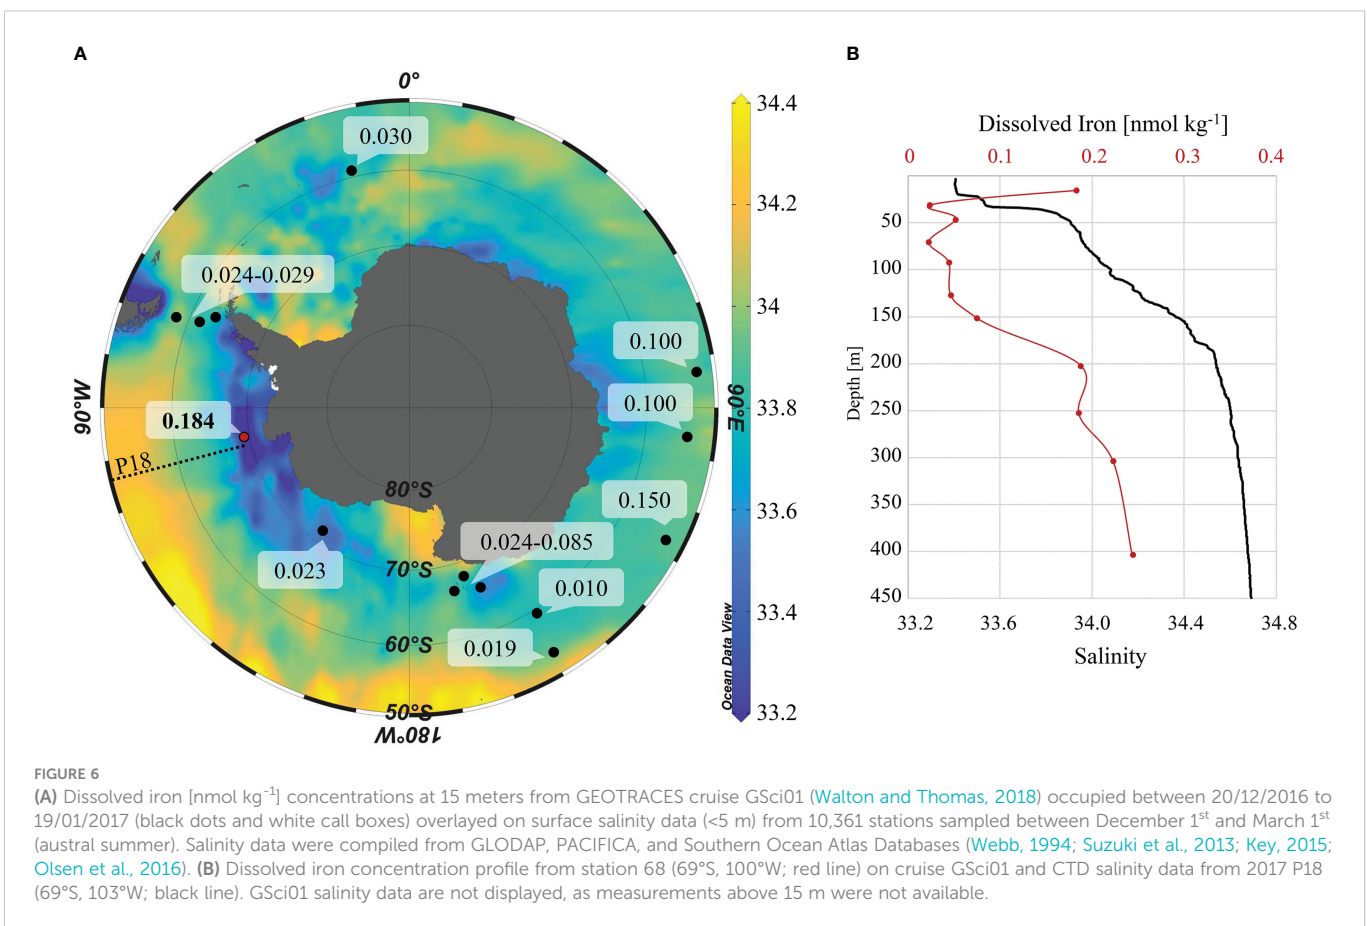 A
B
0°
0.030
0.024-0.029
0.100
0.100
90°W
90°E
0.184
P18
80°S
0.150
0.024-0.085
0.023
70°S
0.010
60°S
0.019
50°S
180°W
Ocean Data View
34.4
34.2
34
33.8
33.6
33.4
33.2
Dissolved Iron [nmol kg⁻¹]
0 0.1 0.2 0.3 0.4
Depth [m]
50
100
150
200
250
300
350
400
450
33.2 33.6 34.0 34.4 34.8
Salinity
FIGURE 6
(A) Dissolved iron [nmol kg⁻¹] concentrations at 15 meters from GEOTRACES cruise GSci01 (Walton and Thomas, 2018) occupied between 20/12/2016 to
19/01/2017 (black dots and white call boxes) overlayed on surface salinity data (<5 m) from 10,361 stations sampled between December 1st and March 1st
(austral summer). Salinity data were compiled from GLODAP, PACIFICA, and Southern Ocean Atlas Databases (Webb, 1994; Suzuki et al., 2013; Key, 2015;
Olsen et al., 2016). (B) Dissolved iron concentration profile from station 68 (69°S, 100°W; red line) on cruise GSci01 and CTD salinity data from 2017 P18
(69°S, 103°W; black line). GSci01 salinity data are not displayed, as measurements above 15 m were not available.